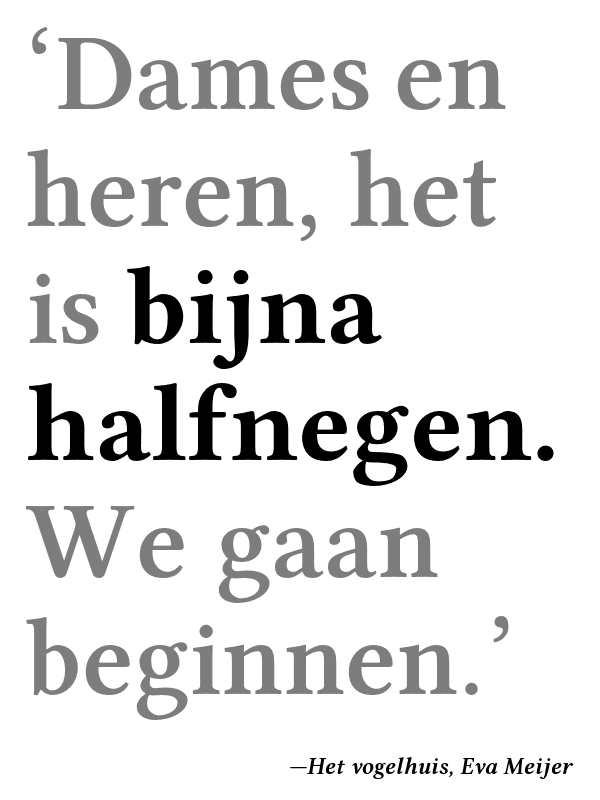 ‘Dames en
heren, het
is bijna
halfnegen.
We gaan
beginnen.’
—Het vogelhuis, Eva Meijer